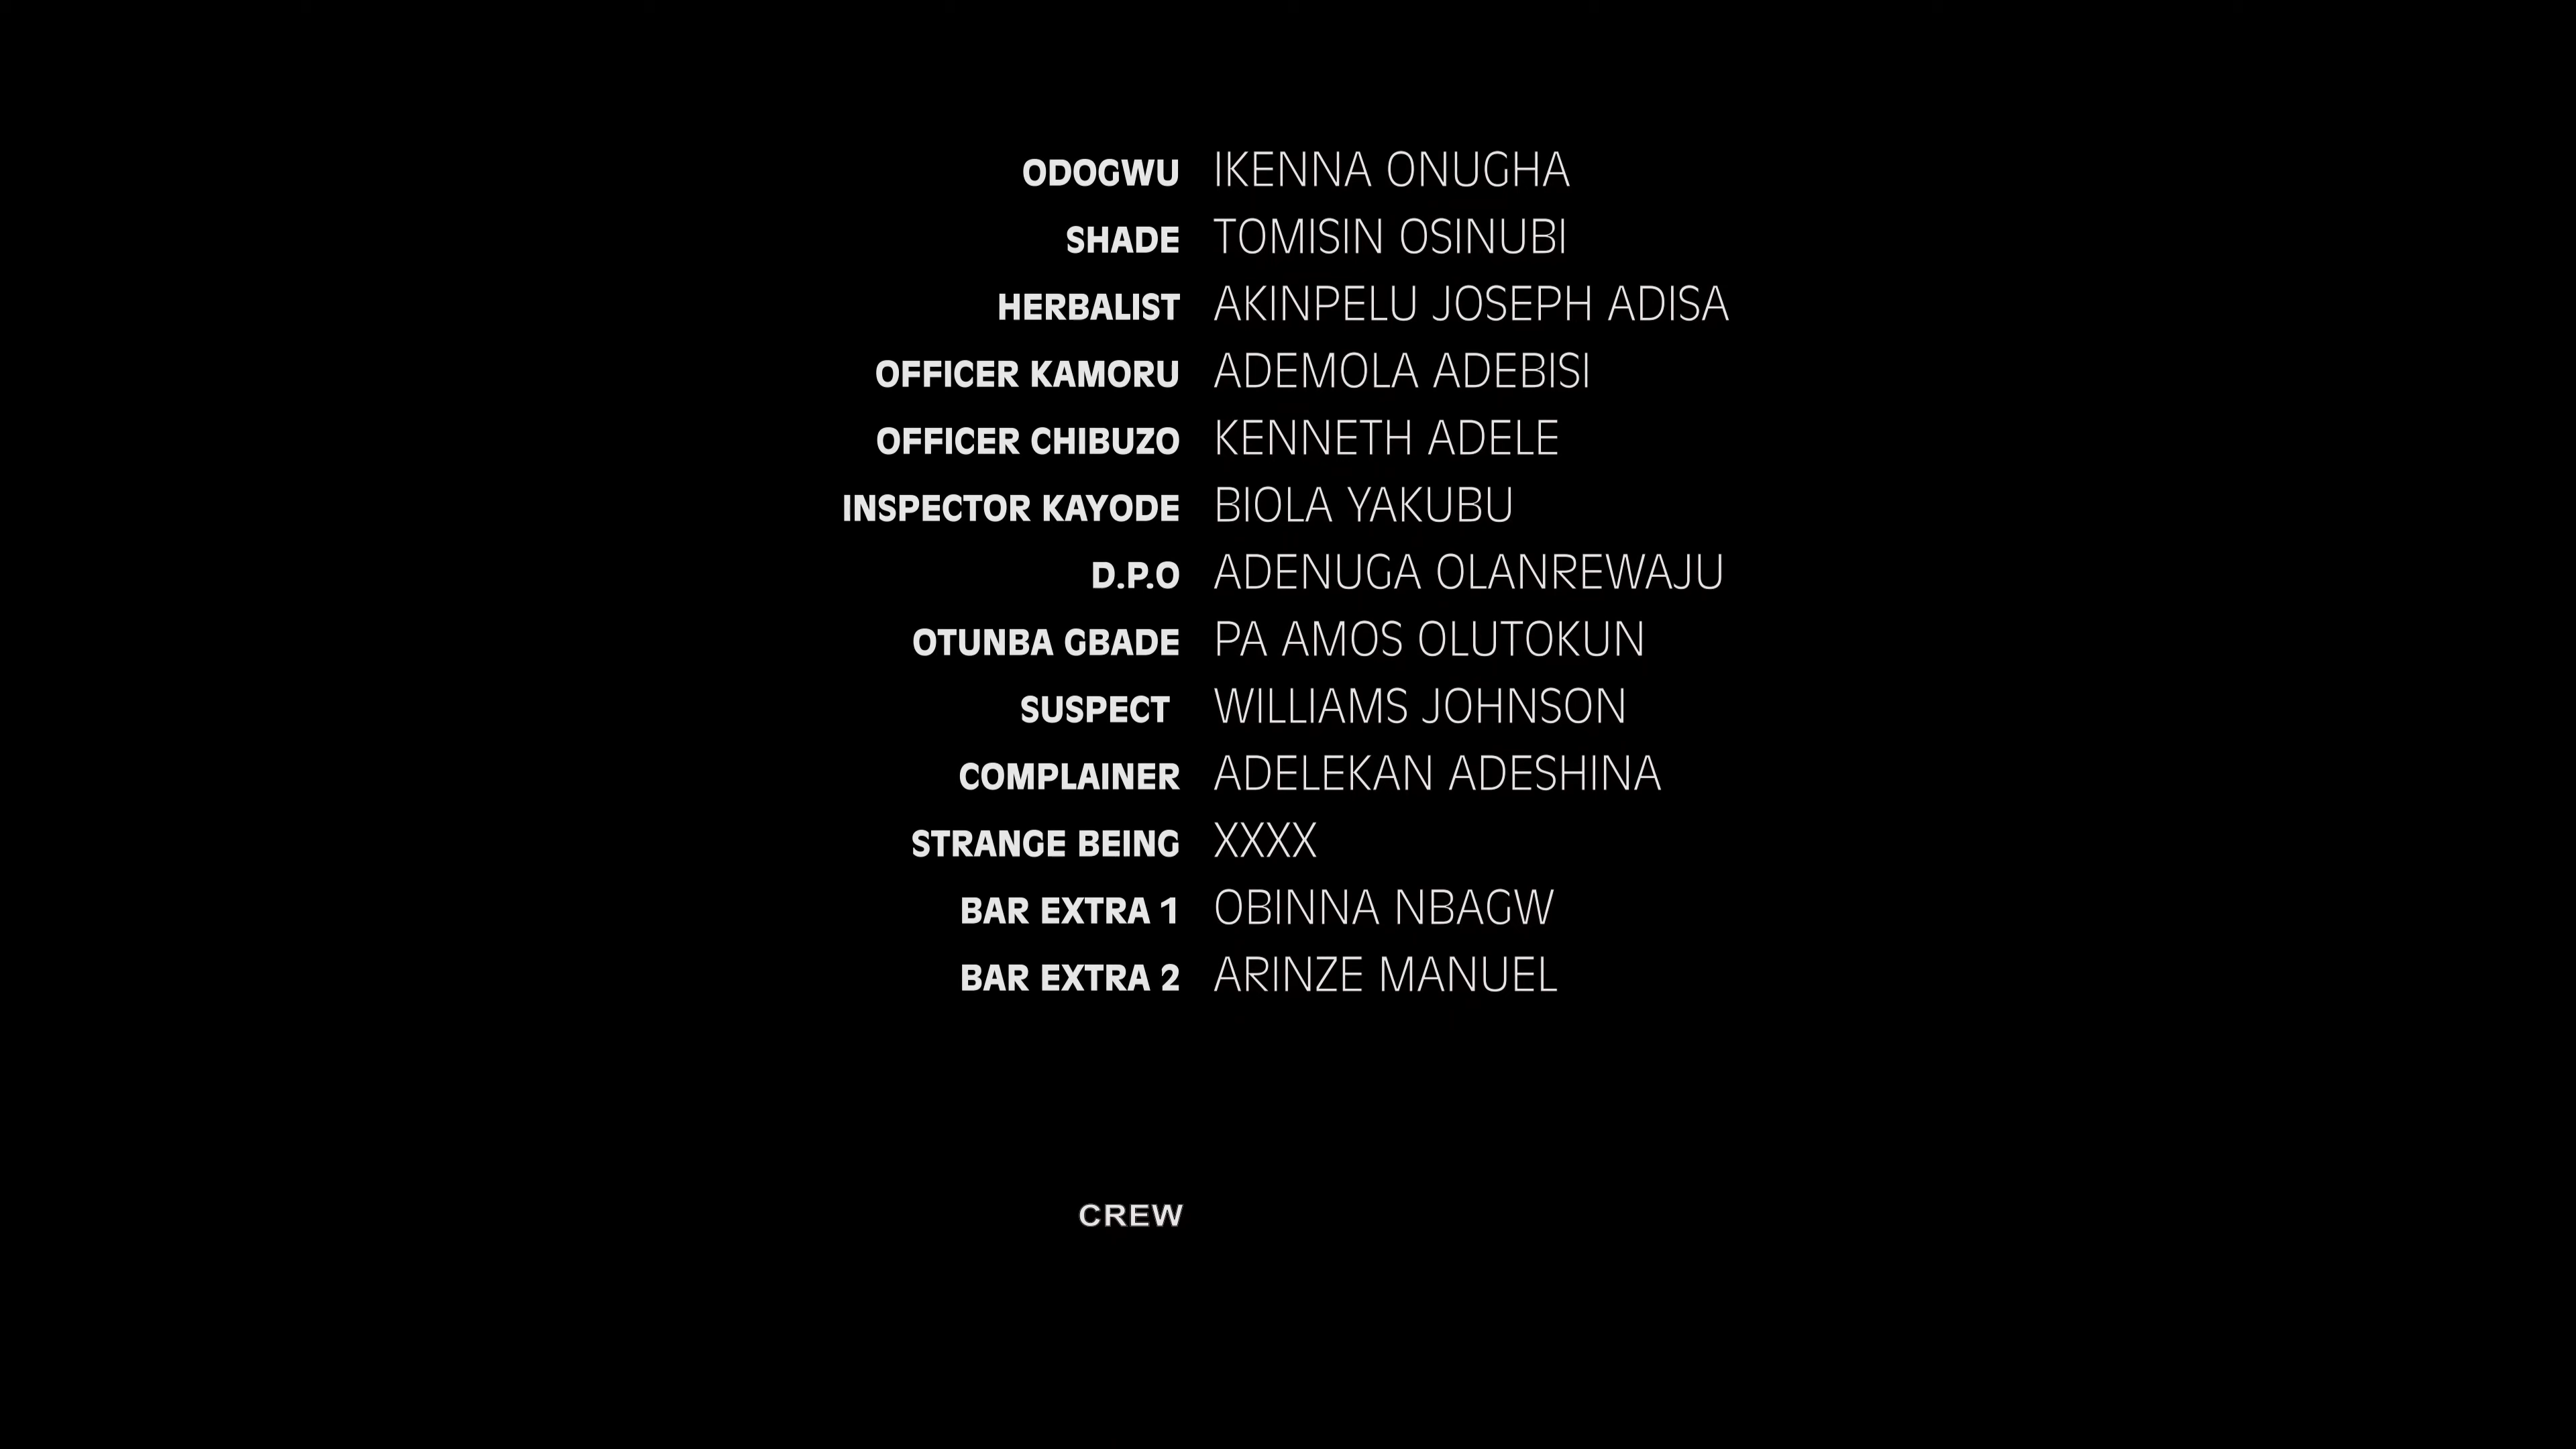 ODOGWU IKENNA ONUGHA
SHADE TOMISIN OSINUBI
HERBALIST AKINPELU JOSEPH ADISA
OFFICER KAMORU ADEMOLA ADEBISI
OFFICER CHIBUZO KENNETH ADELE
INSPECTOR KAYODE BIOLA YAKUBU
D.P.O ADENUGA OLANREWAJU
OTUNBA GBADE PA AMOS OLUTOKUN
SUSPECT WILLIAMS JOHNSON
COMPLAINER ADELEKAN ADESHINA
STRANGE BEING XXXX
BAR EXTRA 1 OBINNA NBAGW
BAR EXTRA 2 ARINZE MANUEL
CREW